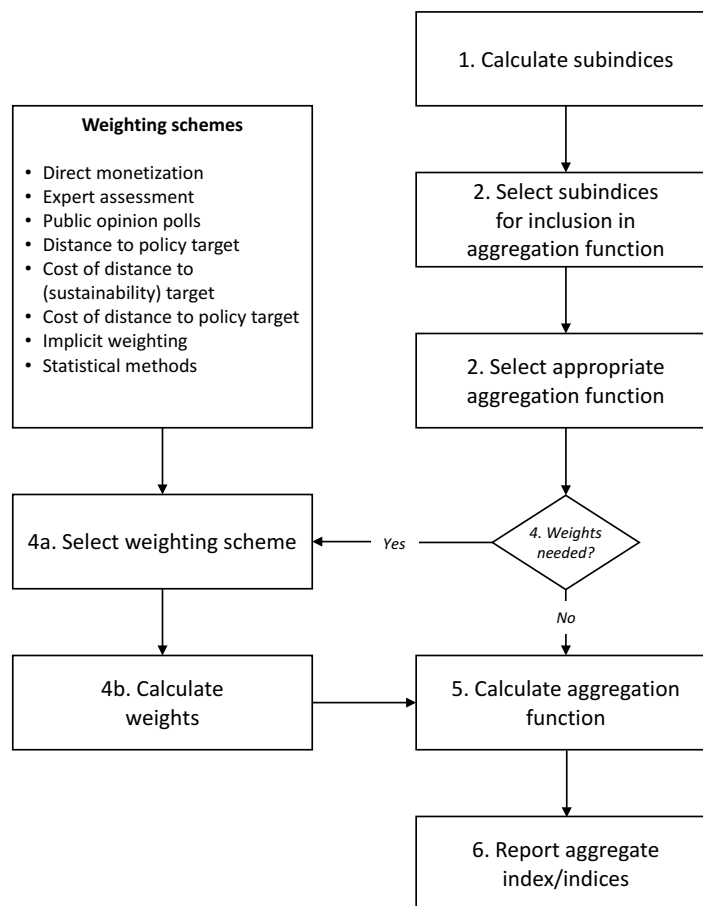 1. Calculate subindices
Weighting schemes
• Direct monetization
• Expert assessment
• Public opinion polls
• Distance to policy target
• Cost of distance to
(sustainability) target
• Cost of distance to policy target
• Implicit weighting
• Statistical methods
2. Select subindices
for inclusion in
aggregation function
2. Select appropriate
aggregation function
4. Weights
needed?
Yes
No
4a. Select weighting scheme
4b. Calculate
weights
5. Calculate aggregation
function
6. Report aggregate
index/indices